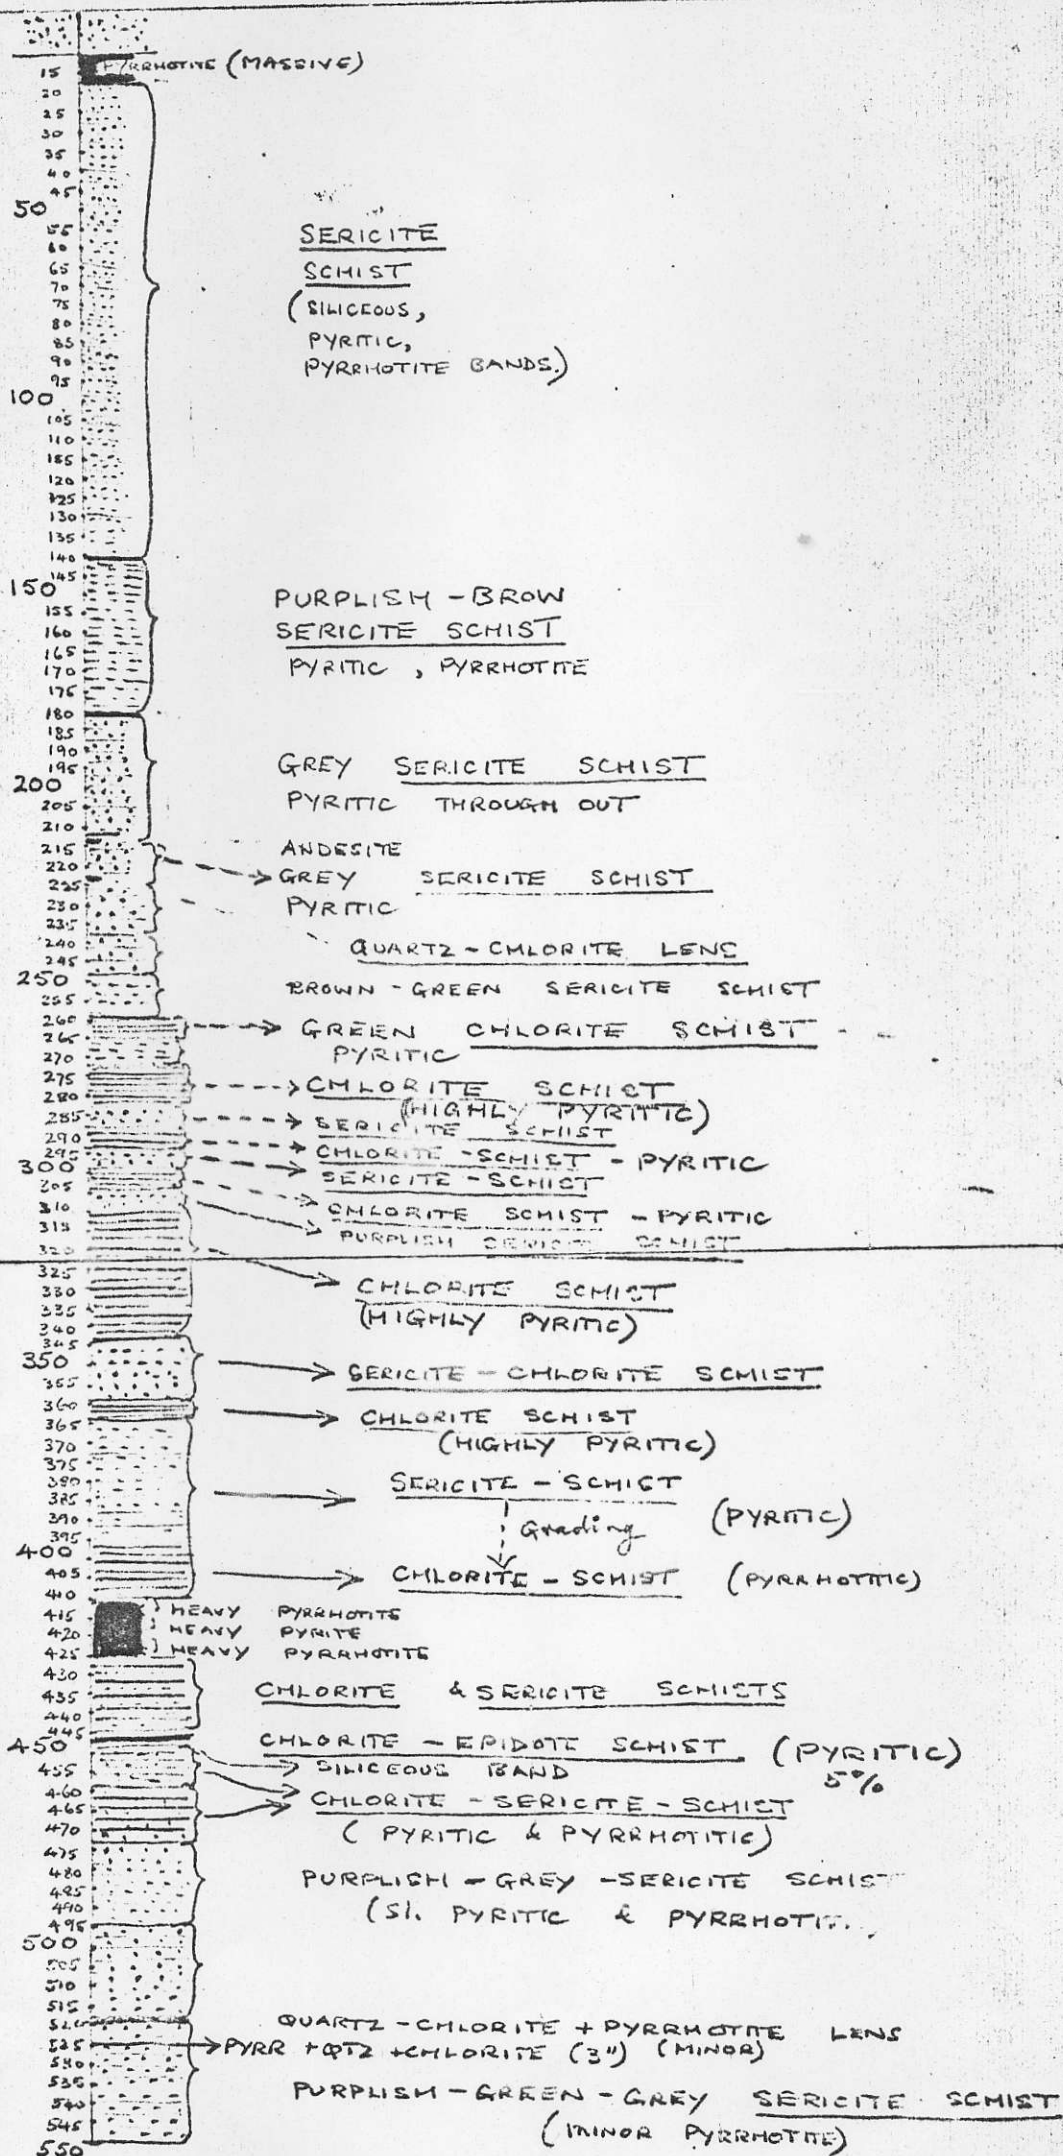 PYRRHOTITE (MASSIVE)
15
20
25
30
35
40
45
50
55
60
65
70
75
80
85
90
95
100
105
110
115
120
125
130
135
140
145
150
155
160
165
170
175
180
185
190
195
200
205
210
215
220
225
230
235
240
245
250
255
260
265
270
275
280
285
290
295
300
305
310
315
320
325
330
335
340
345
350
355
360
365
370
375
380
385
390
395
400
405
410
415
420
425
430
435
440
445
450
455
460
465
470
475
480
485
490
495
500
505
510
515
520
525
530
535
540
545
550
SERICITE
SCHIST
(SILICEOUS,
PYRITIC,
PYRRHOTITE BANDS.)
PURPLISH - BROW
SERICITE SCHIST
PYRITIC , PYRRHOTITE
GREY SERICITE SCHIST
PYRITIC THROUGH OUT
ANDESITE
GREY SERICITE SCHIST
PYRITIC
QUARTZ - CHLORITE LENS
BROWN - GREEN SERICITE SCHIST
GREEN CHLORITE SCHIST
PYRITIC
CHLORITE SCHIST
(HIGHLY PYRITIC)
SERICITE SCHIST
CHLORITE - SCHIST - PYRITIC
SERICITE - SCHIST
CHLORITE SCHIST - PYRITIC
PURPLISH SERICITE SCHIST
CHLORITE SCHIST
(HIGHLY PYRITIC)
SERICITE - CHLORITE SCHIST
CHLORITE SCHIST
(HIGHLY PYRITIC)
SERICITE - SCHIST
(PYRITIC)
Grading
CHLORITE - SCHIST (PYRRHOTITIC)
HEAVY PYRRHOTITE
HEAVY PYRITE
HEAVY PYRRHOTITE
CHLORITE & SERICITE SCHISTS
CHLORITE - EPIDOTE SCHIST (PYRITIC)
5%
SILICEOUS BAND
CHLORITE - SERICITE - SCHIST
( PYRITIC & PYRRHOTITIC)
PURPLISH - GREY - SERICITE SCHIST
(Sl. PYRITIC & PYRRHOTIT..
QUARTZ - CHLORITE + PYRRHOTITE LENS
PYRR + QTZ + CHLORITE (3") (MINOR)
PURPLISH - GREEN - GREY SERICITE SCHIST
(MINOR PYRRHOTITE)